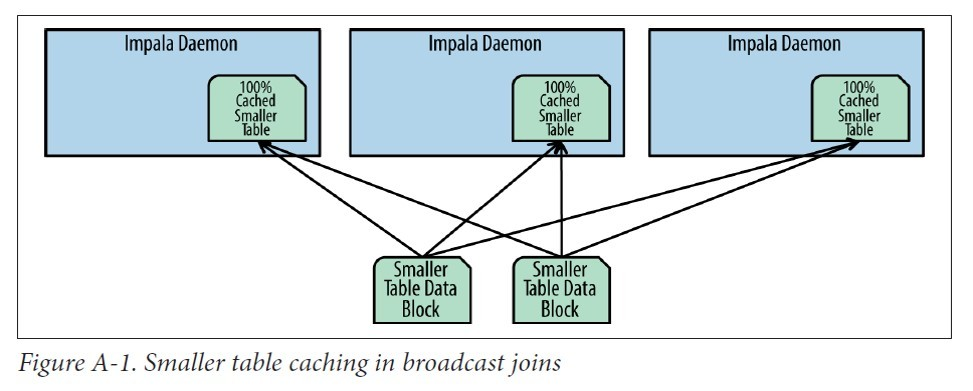 Impala Daemon
100%
Cached
Smaller
Table
Impala Daemon
100%
Cached
Smaller
Table
Impala Daemon
100%
Cached
Smaller
Table
Smaller
Table Data
Block
Smaller
Table Data
Block
Figure A-1. Smaller table caching in broadcast joins